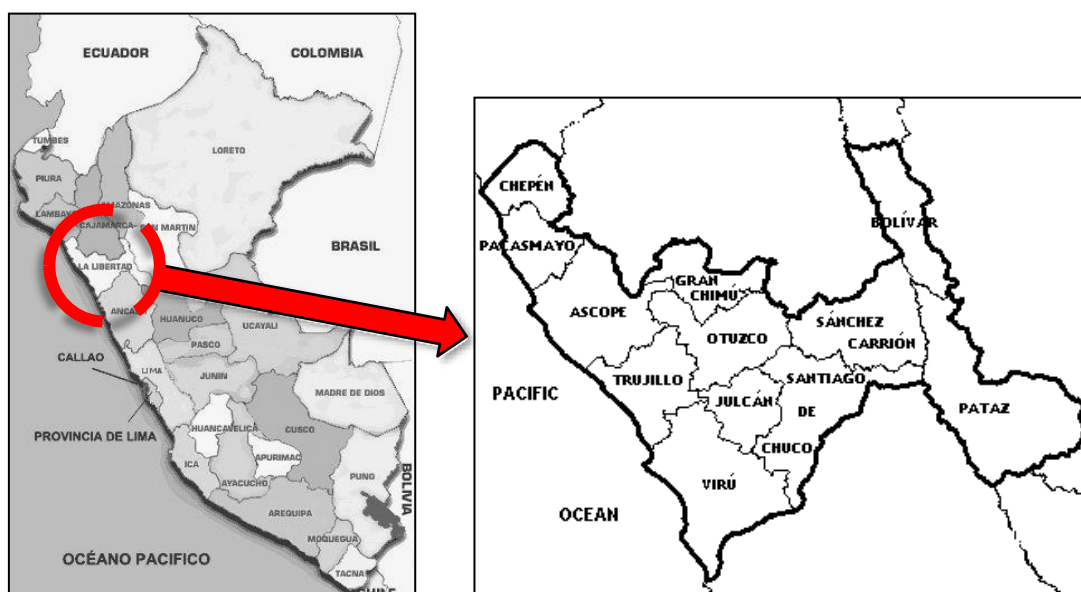 ECUADOR
COLOMBIA
TUMBES
LORETO
PIURA
AMAZONAS
LAMBAY
CAJAMARCA
SAN MARTIN
BRASIL
LA LIBERTAD
ANCASH
HUANUCO
UCAYALI
PASCO
CALLAO
LIMA
JUNIN
MADRE DE DIOS
PROVINCIA DE LIMA
HUANCAVELICA
CUSCO
ICA
APURIMAC
PUNO
BOLIVIA
AYACUCHO
AREQUIPA
MOQUEGUA
OCÉANO PACIFICO
TACNA
CHILE
CHEPÉN
BOLÍVAR
PACASMAYO
GRAN
CHIMÚ
ASCOPE
SÁNCHEZ
CARRIÓN
OTUZCO
TRUJILLO
SANTIAGO
PACIFIC
JULCÁN
DE
PATAZ
CHUCO
VIRÚ
OCEAN